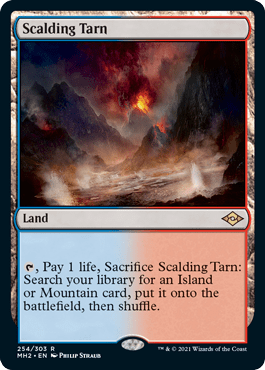 Scalding Tarn
Land
, Pay 1 life, Sacrifice Scalding Tarn:
Search your library for an Island
or Mountain card, put it onto the
battlefield, then shuffle.
254/303 R
MH2 • EN Philip Straub
™ & © 2021 Wizards of the Coast